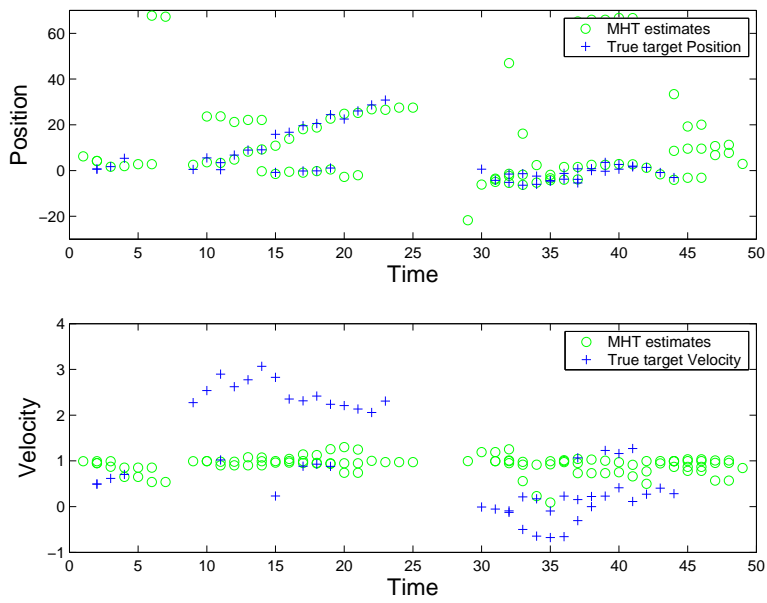 60
40
20
0
−20
Position
0 5 10 15 20 25 30 35 40 45 50
Time
MHT estimates
True target Position
4
3
2
1
0
−1
Velocity
0 5 10 15 20 25 30 35 40 45 50
Time
MHT estimates
True target Velocity